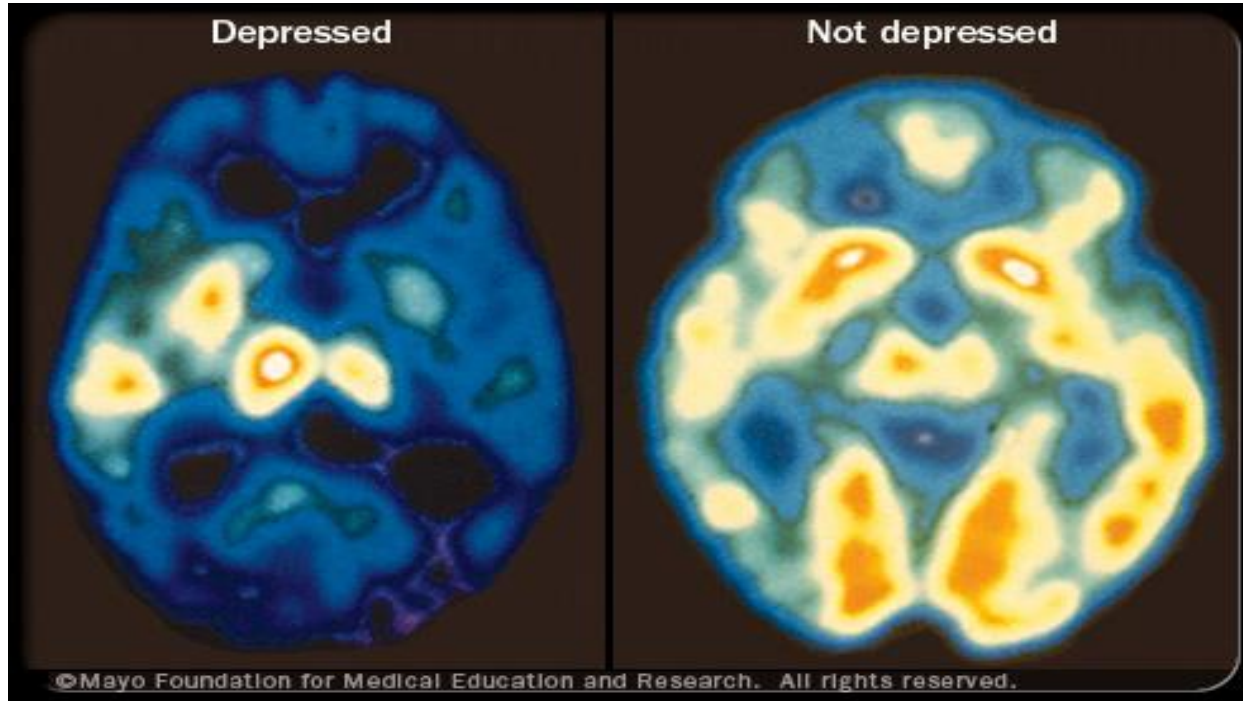 Depressed
Not depressed
©Mayo Foundation for Medical Education and Research. All rights reserved.